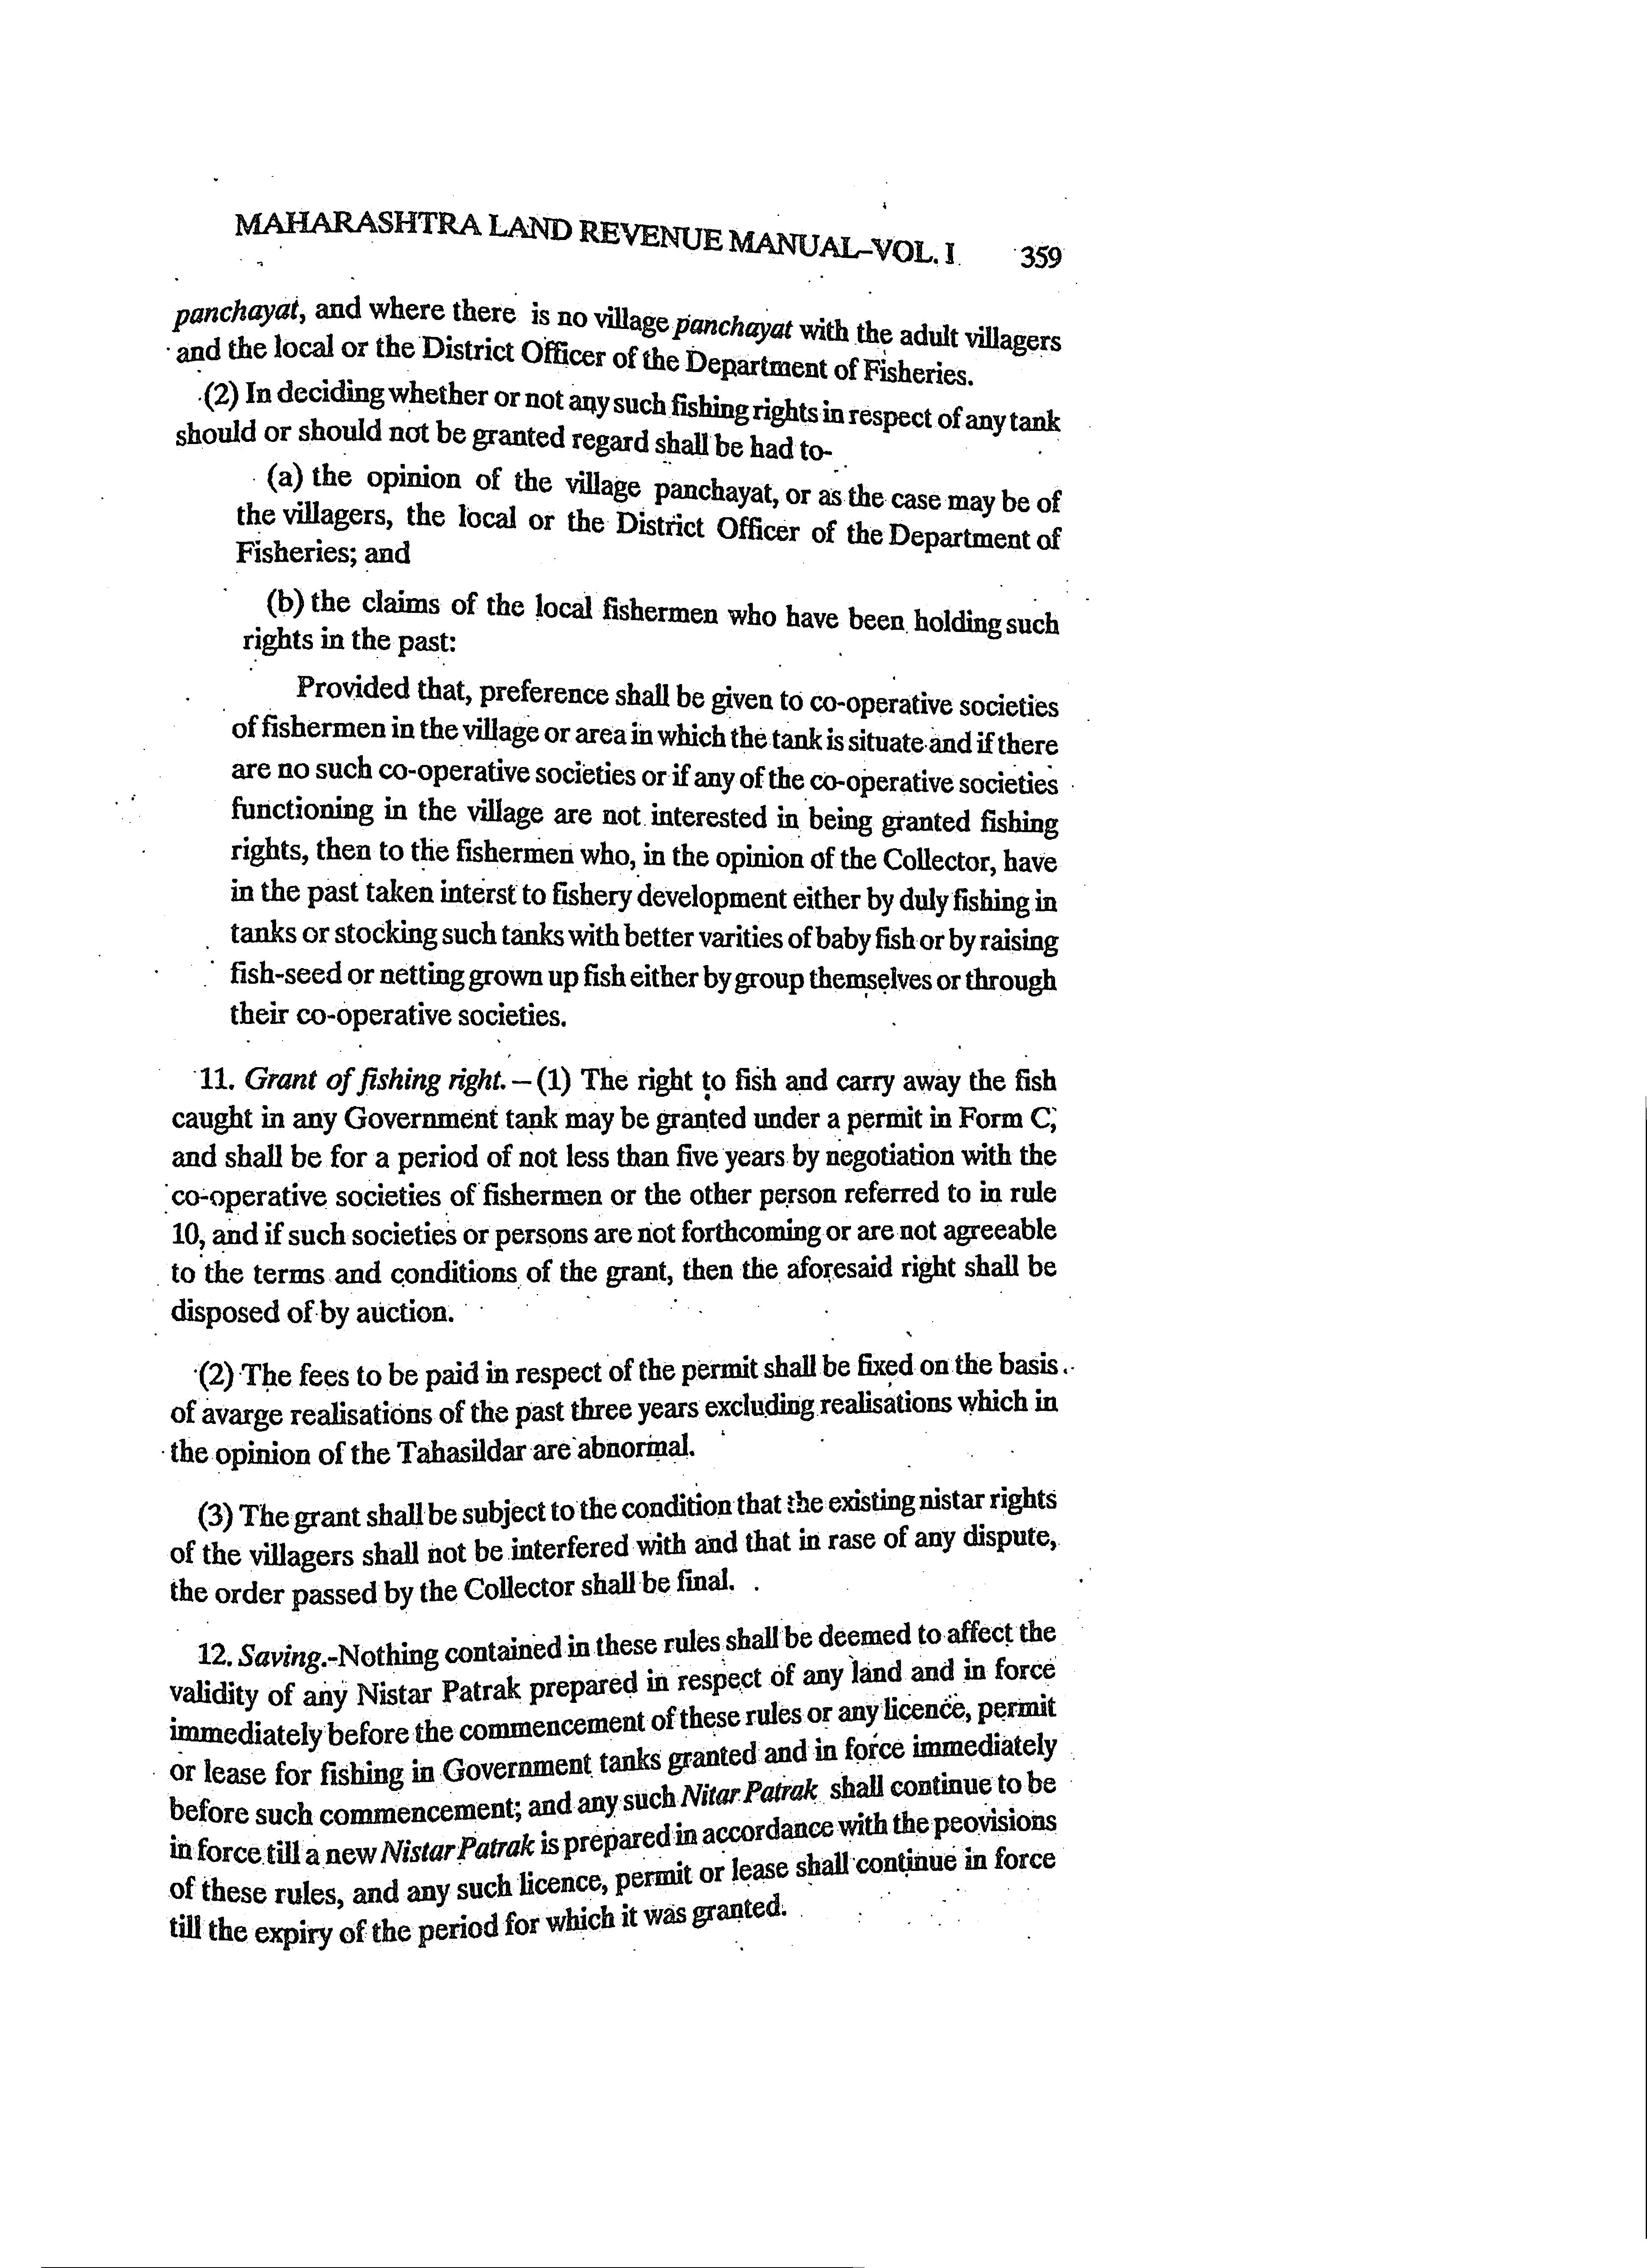 MAHARASHTRA LAND REVENUE MANUAL–VOL. I 359
panchayat, and where there is no village panchayat with the adult villagers
and the local or the District Officer of the Department of Fisheries.
(2) In deciding whether or not any such fishing rights in respect of any tank
should or should not be granted regard shall be had to-
(a) the opinion of the village panchayat, or as the case may be of
the villagers, the local or the District Officer of the Department of
Fisheries; and
(b) the claims of the local fishermen who have been holding such
rights in the past:
Provided that, preference shall be given to co-operative societies
of fishermen in the village or area in which the tank is situate and if there
are no such co-operative societies or if any of the co-operative societies
functioning in the village are not interested in being granted fishing
rights, then to the fishermen who, in the opinion of the Collector, have
in the past taken interst to fishery development either by duly fishing in
tanks or stocking such tanks with better varities of baby fish or by raising
fish-seed or netting grown up fish either by group themselves or through
their co-operative societies.
11. Grant of fishing right. – (1) The right to fish and carry away the fish
caught in any Government tank may be granted under a permit in Form C,
and shall be for a period of not less than five years by negotiation with the
co-operative societies of fishermen or the other person referred to in rule
10, and if such societies or persons are not forthcoming or are not agreeable
to the terms and conditions of the grant, then the aforesaid right shall be
disposed of by auction.
(2) The fees to be paid in respect of the permit shall be fixed on the basis
of avarge realisations of the past three years excluding realisations which in
the opinion of the Tahasildar are abnormal.
(3) The grant shall be subject to the condition that the existing nistar rights
of the villagers shall not be interfered with and that in rase of any dispute,
the order passed by the Collector shall be final.
12. Saving.-Nothing contained in these rules shall be deemed to affect the
validity of any Nistar Patrak prepared in respect of any land and in force
immediately before the commencement of these rules or any licence, permit
or lease for fishing in Government tanks granted and in force immediately
before such commencement; and any such Nitar Patrak shall continue to be
in force till a new Nistar Patrak is prepared in accordance with the peovisions
of these rules, and any such licence, permit or lease shall continue in force
till the expiry of the period for which it was granted.